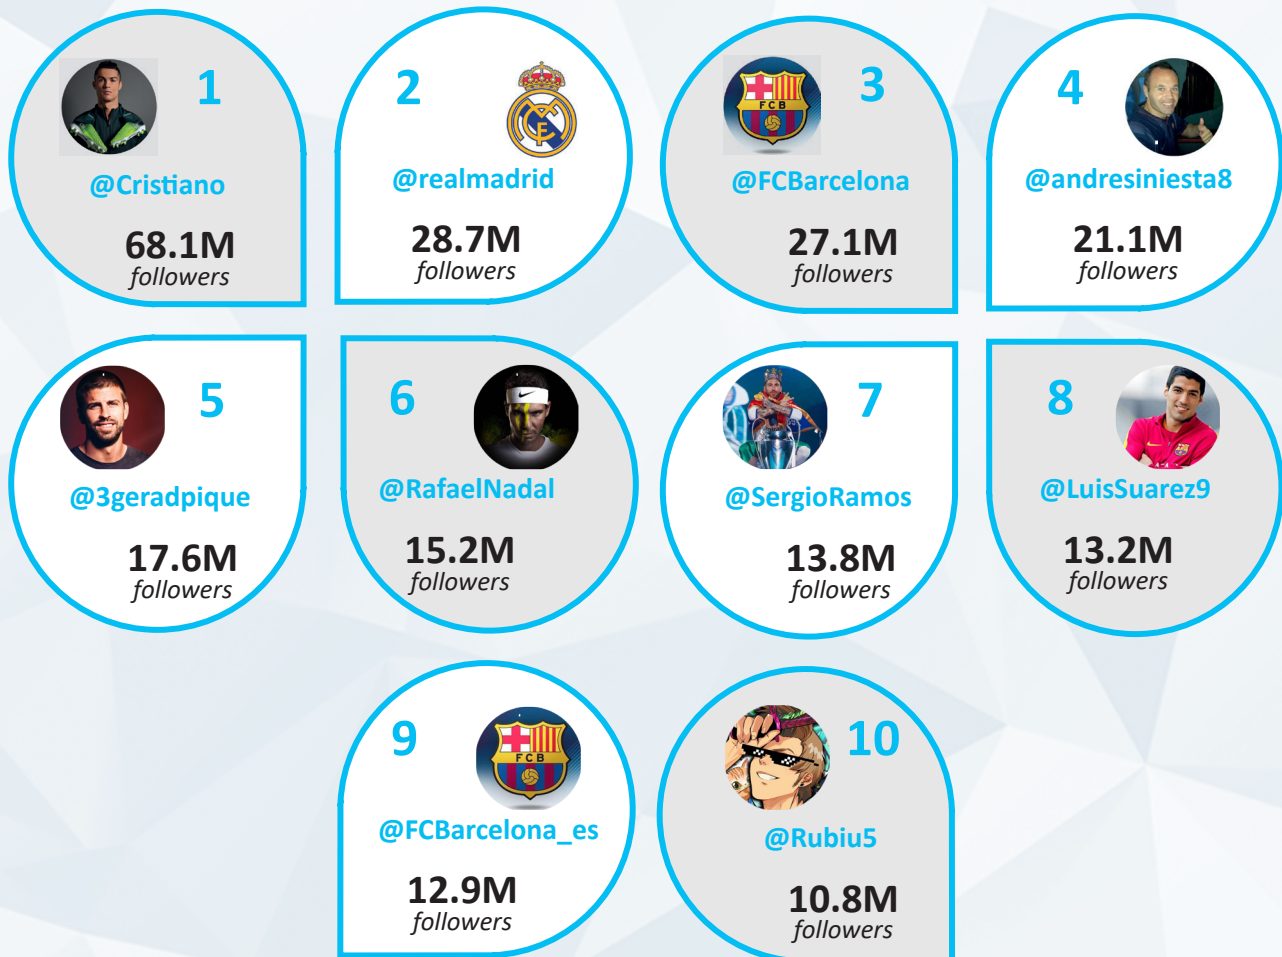 1
@Cristiano
68.1M
followers
2
@realmadrid
28.7M
followers
FCB
3
@FCBarcelona
27.1M
followers
4
@andresiniesta8
21.1M
followers
5
@3geradpique
17.6M
followers
6
@RafaelNadal
15.2M
followers
7
@SergioRamos
13.8M
followers
8
@LuisSuarez9
13.2M
followers
9
FCB
@FCBarcelona_es
12.9M
followers
10
@Rubiu5
10.8M
followers